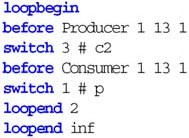 loopbegin
before Producer 1 13 1
switch 3 # c2
before Consumer 1 13 1
switch 1 # p
loopend 2
loopend inf